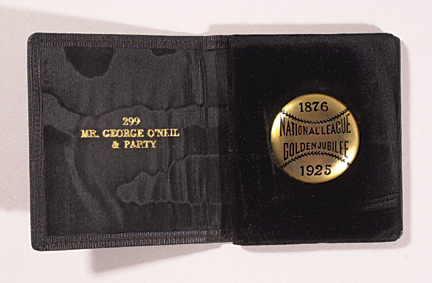 299
MR. GEORGE O'NEIL
& PARTY
1876
NATIONAL LEAGUE
GOLDEN JUBILEE
1925